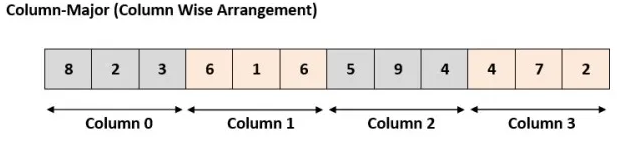 Column-Major (Column Wise Arrangement)
8 2 3 6 1 6 5 9 4 4 7 2
Column 0 Column 1 Column 2 Column 3